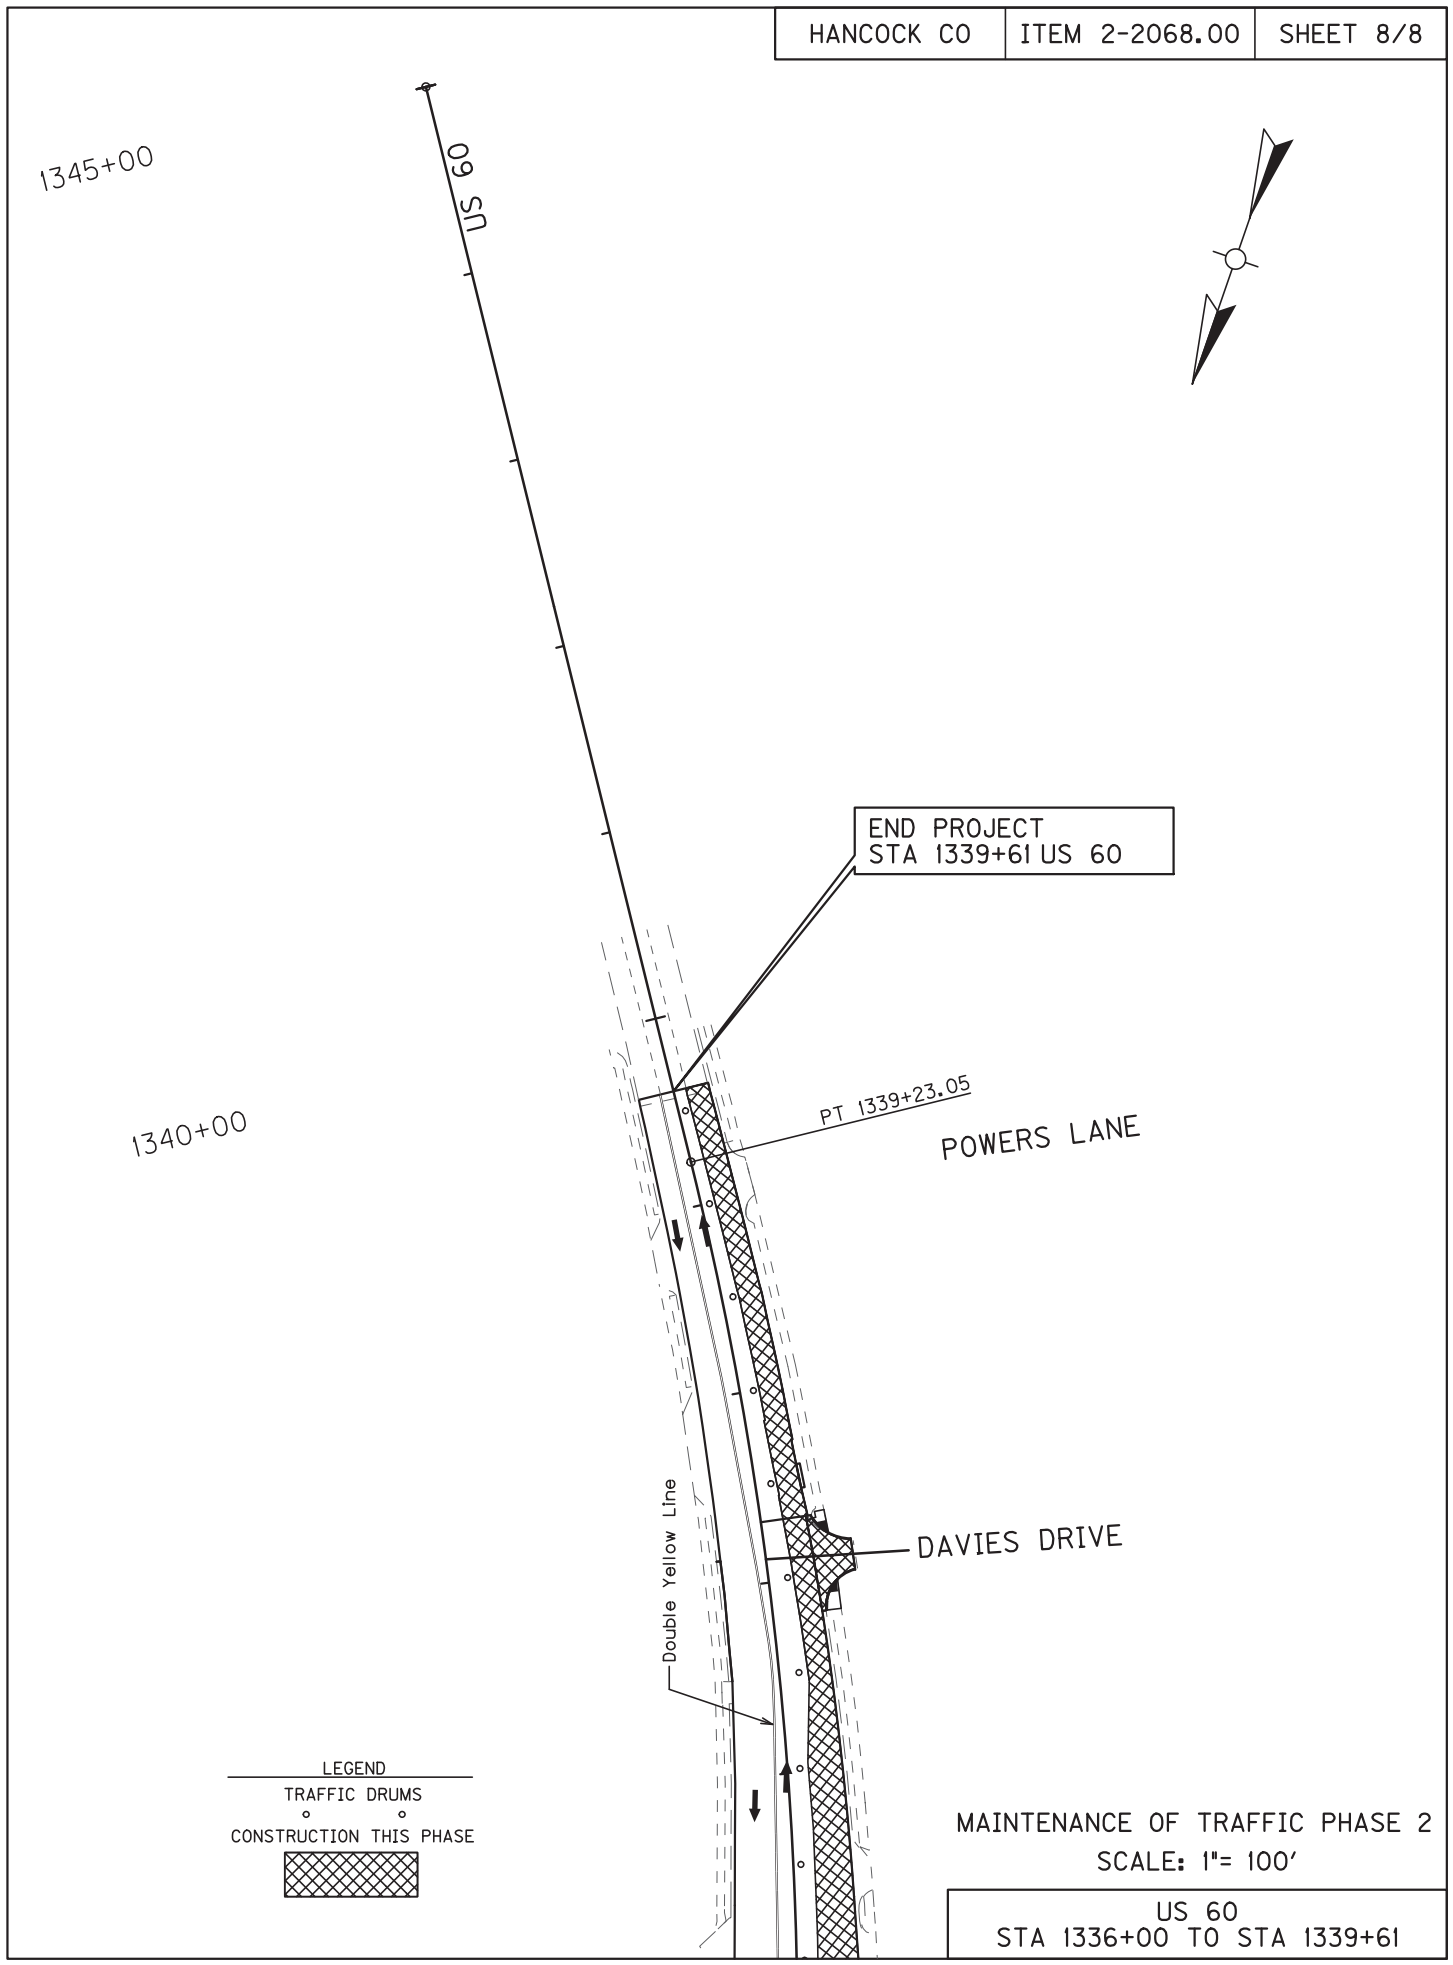 HANCOCK CO
ITEM 2-2068.00
SHEET 8/8
1345+00
US 60
END PROJECT
STA 1339+61 US 60
PT 1339+23.05
1340+00
POWERS LANE
Double Yellow Line
DAVIES DRIVE
LEGEND
TRAFFIC DRUMS
CONSTRUCTION THIS PHASE
MAINTENANCE OF TRAFFIC PHASE 2
SCALE: 1"= 100'
US 60
STA 1336+00 TO STA 1339+61